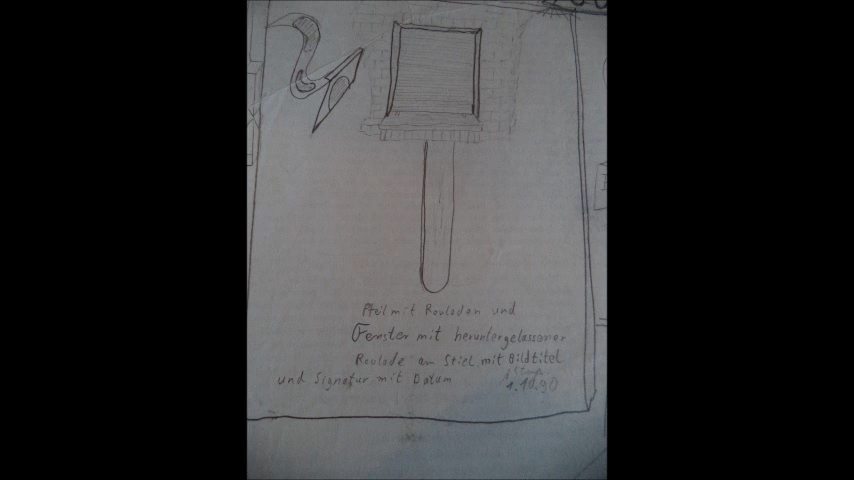 Pfeil mit Rouladen und
Fenster mit heruntergelassener
Roulade am Stiel mit Bildtitel
und Signatur mit Datum
1.10.90